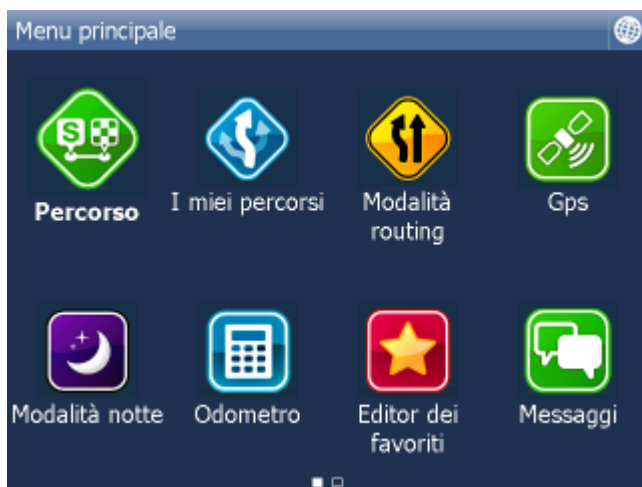 Menu principale
S
Percorso
I miei percorsi
Modalità
routing
Gps
Modalità notte
Odometro
Editor dei
favoriti
Messaggi